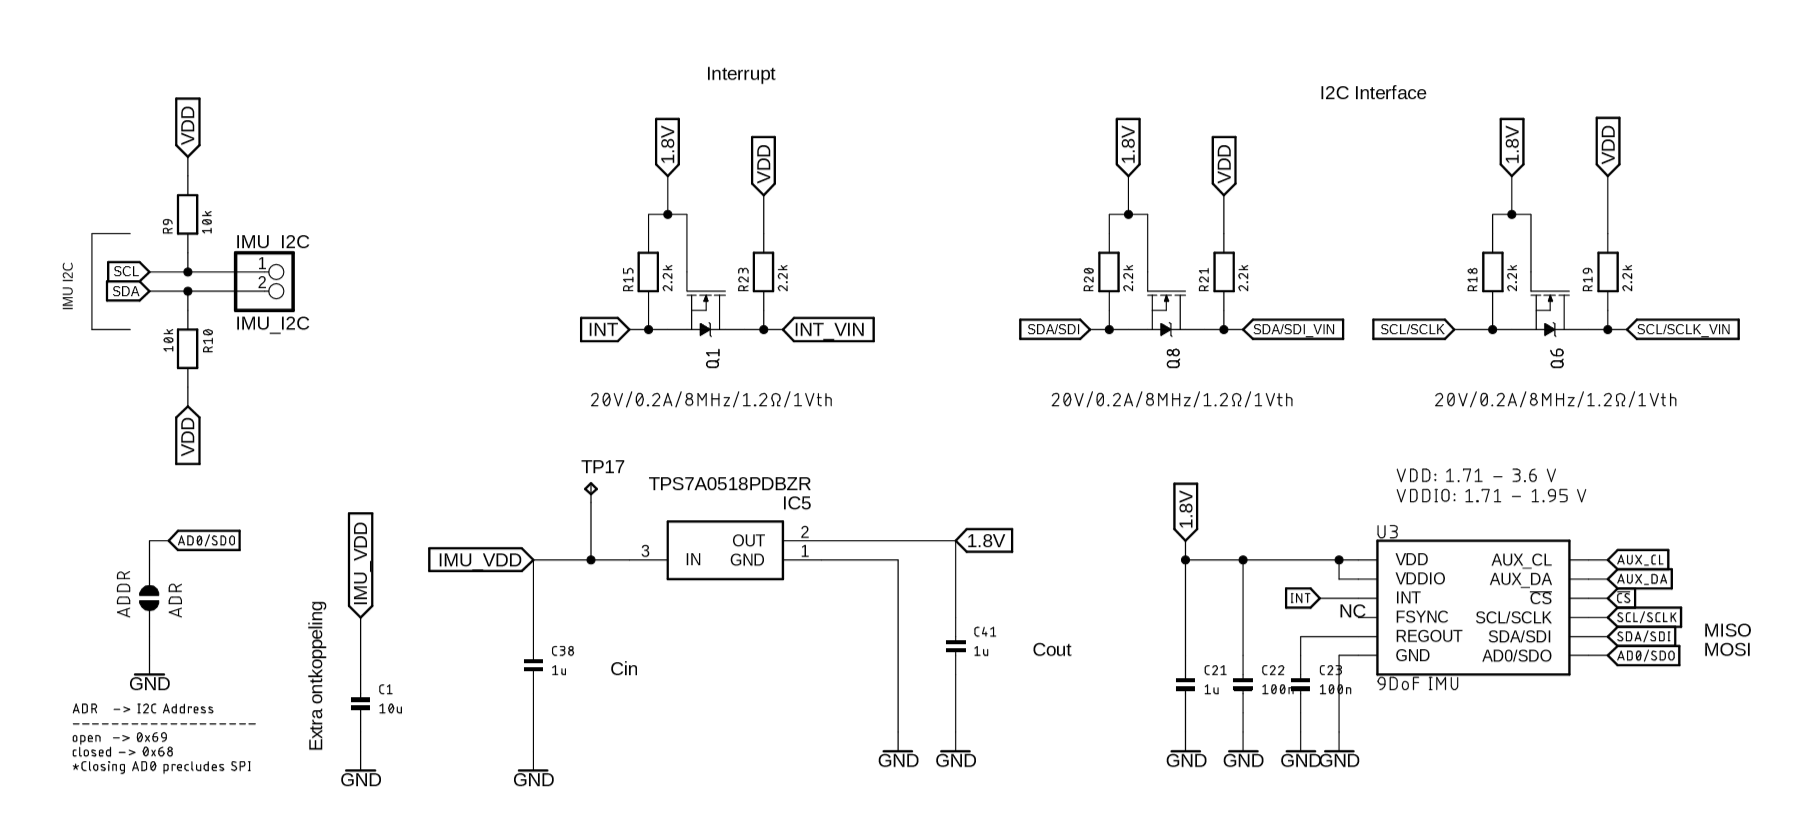 Interrupt
I2C Interface
VDD
R9
10k
IMU I2C
SCL
SDA
IMU_I2C
1
2
IMU_I2C
10k
R10
VDD
1.8V
VDD
R15
2.2k
R23
2.2k
INT
INT_VIN
Q1
20V/0.2A/8MHz/1.2Ω/1Vth
1.8V
VDD
R20
2.2k
R21
2.2k
SDA/SDI
SDA/SDI_VIN
Q8
20V/0.2A/8MHz/1.2Ω/1Vth
1.8V
VDD
R18
2.2k
R19
2.2k
SCL/SCLK
SCL/SCLK_VIN
Q6
20V/0.2A/8MHz/1.2Ω/1Vth
AD0/SDO
ADDR
ADR
GND
ADR -> I2C Address
--------------------
open -> 0x69
closed -> 0x68
*Closing AD0 precludes SPI
Extra ontkoppeling
IMU_VDD
C1
10u
GND
TP17
TPS7A0518PDBZR
IC5
IMU_VDD
3
IN
OUT
GND
2
1
1.8V
C38
1u
Cin
C41
1u
Cout
GND
GND
GND
VDD: 1.71 – 3.6 V
VDDIO: 1.71 – 1.95 V
1.8V
U3
VDD
VDDIO
INT
FSYNC
REGOUT
GND
AUX_CL
AUX_DA
CS
SCL/SCLK
SDA/SDI
AD0/SDO
INT
NC
AUX_CL
AUX_DA
CS
SCL/SCLK
SDA/SDI
AD0/SDO
MISO
MOSI
9DoF IMU
C21
1u
C22
100n
C23
100n
GND
GND
GND
GND